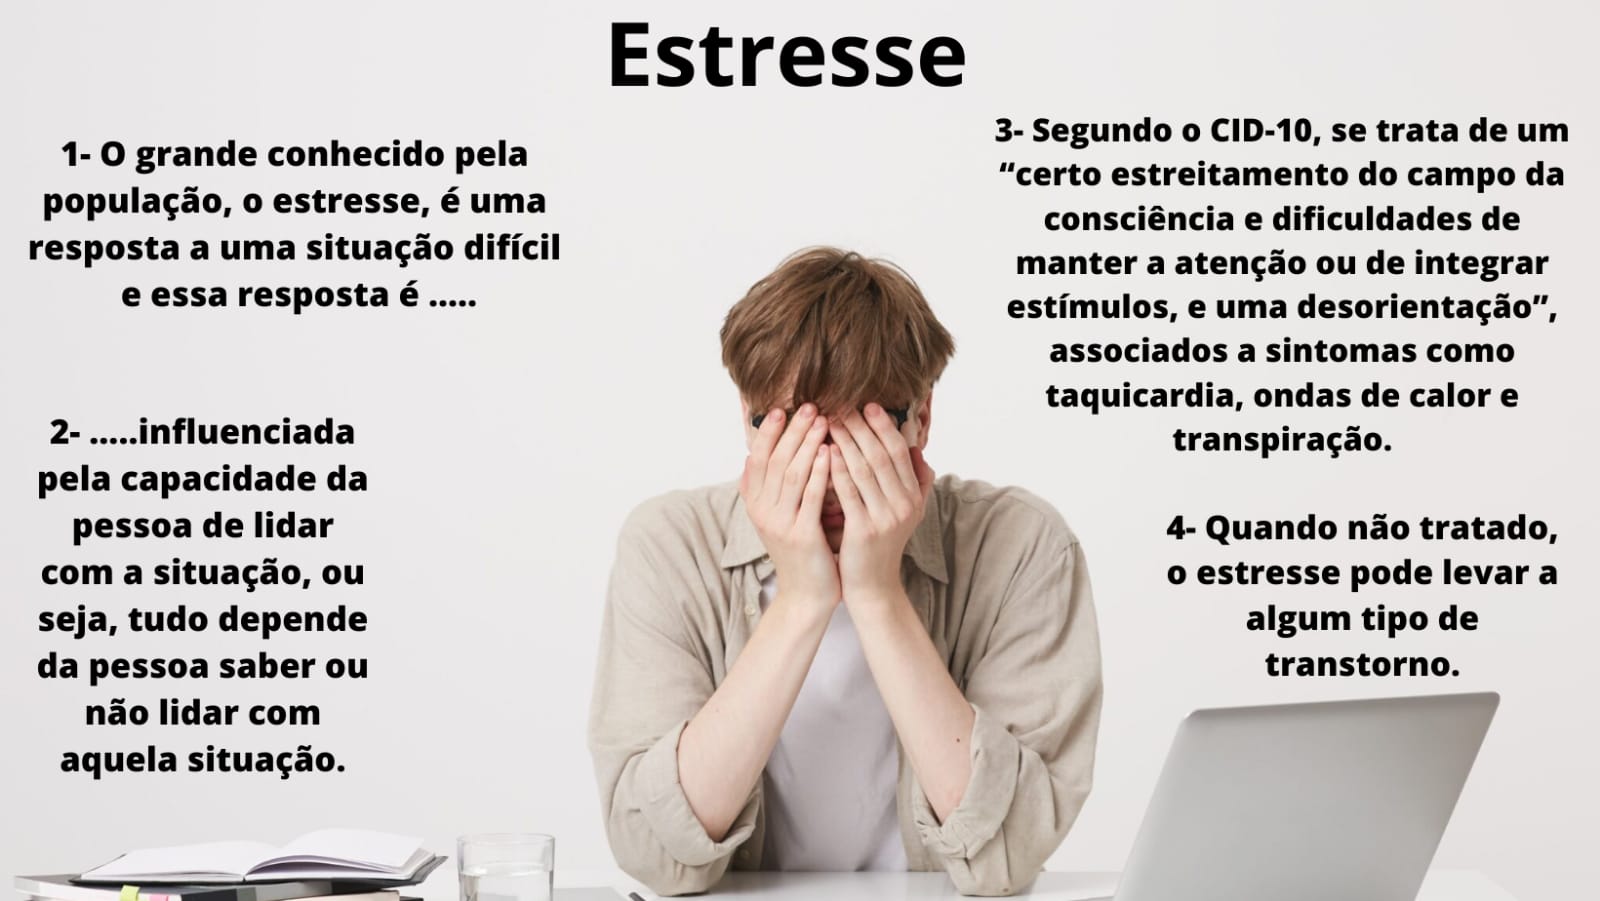 Estresse
1- O grande conhecido pela
população, o estresse, é uma
resposta a uma situação difícil
e essa resposta é .....
2- .....influenciada
pela capacidade da
pessoa de lidar
com a situação, ou
seja, tudo depende
da pessoa saber ou
não lidar com
aquela situação.
3- Segundo o CID-10, se trata de um
“certo estreitamento do campo da
consciência e dificuldades de
manter a atenção ou de integrar
estímulos, e uma desorientação”,
associados a sintomas como
taquicardia, ondas de calor e
transpiração.
4- Quando não tratado,
o estresse pode levar a
algum tipo de
transtorno.